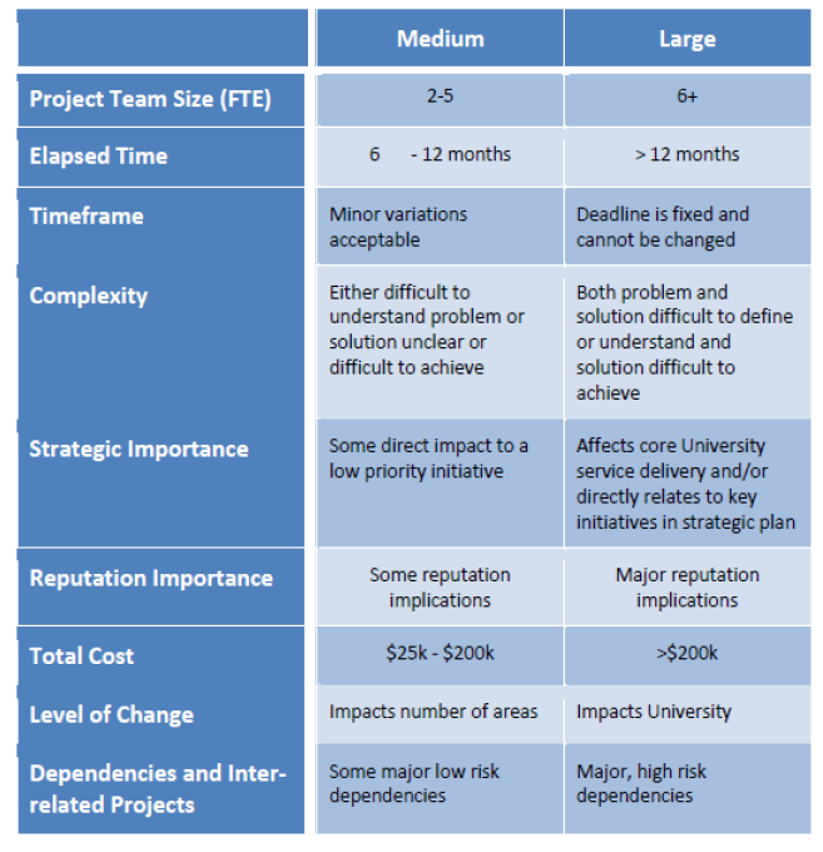 Medium Large
Project Team Size (FTE) 2-5 6+
Elapsed Time 6 - 12 months > 12 months
Timeframe Minor variations Deadline is fixed and
acceptable cannot be changed
Complexity Either difficult to Both problem and
understand problem or solution difficult to define
solution unclear or or understand and
difficult to achieve solution difficult to
achieve
Strategic Importance Some direct impact to a Affects core University
low priority initiative service delivery and/or
directly relates to key
initiatives in strategic plan
Reputation Importance Some reputation Major reputation
implications implications
Total Cost $25k - $200k >$200k
Level of Change Impacts number of areas Impacts University
Dependencies and Inter- Some major low risk Major, high risk
related Projects dependencies dependencies